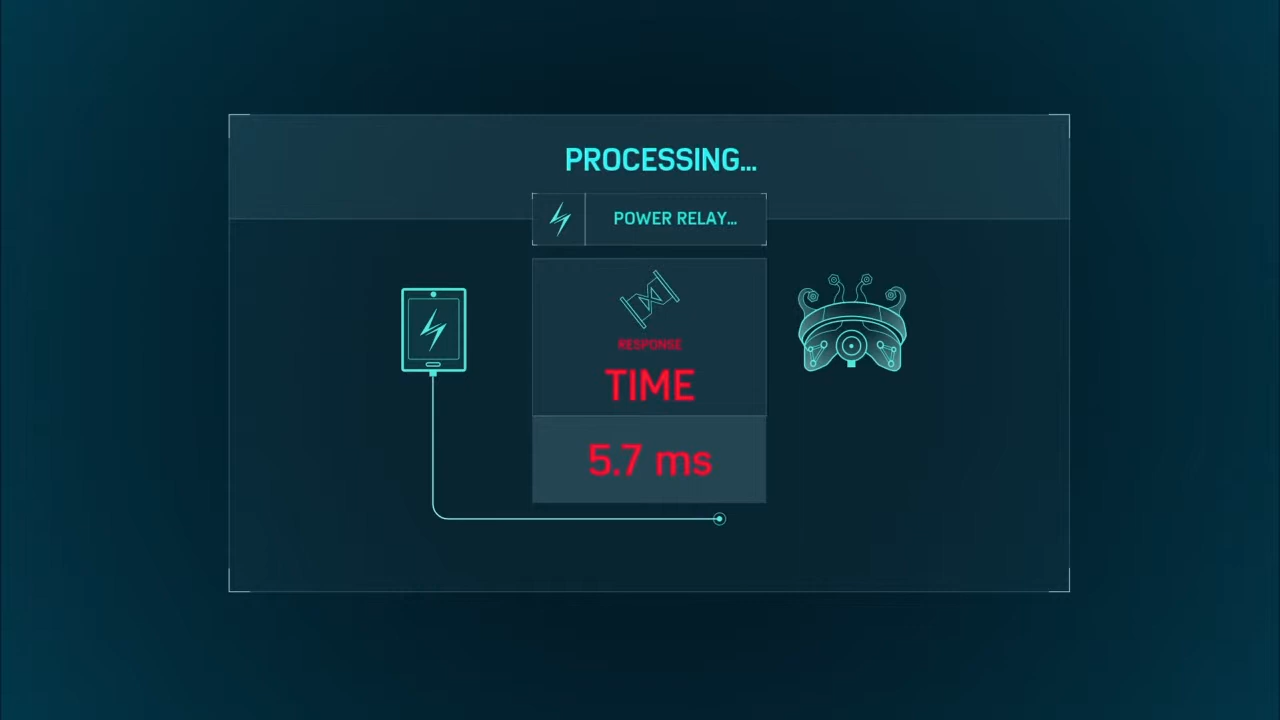 PROCESSING...
POWER RELAY...
RESPONSE
TIME
5.7 ms